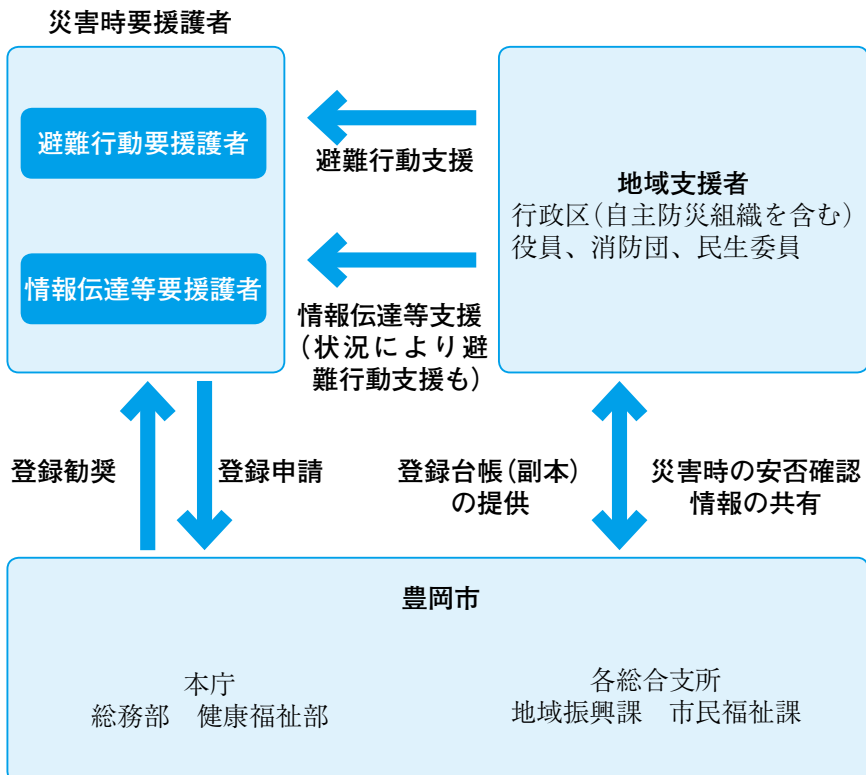 災害時要援護者
避難行動要援護者
情報伝達等要援護者
避難行動支援
情報伝達等支援
(状況により避
難行動支援も)
地域支援者
行政区(自主防災組織を含む)
役員、消防団、民生委員
登録勧奨
登録申請
登録台帳(副本)
の提供
災害時の安否確認
情報の共有
豊岡市
本庁
総務部　健康福祉部
各総合支所
地域振興課　市民福祉課